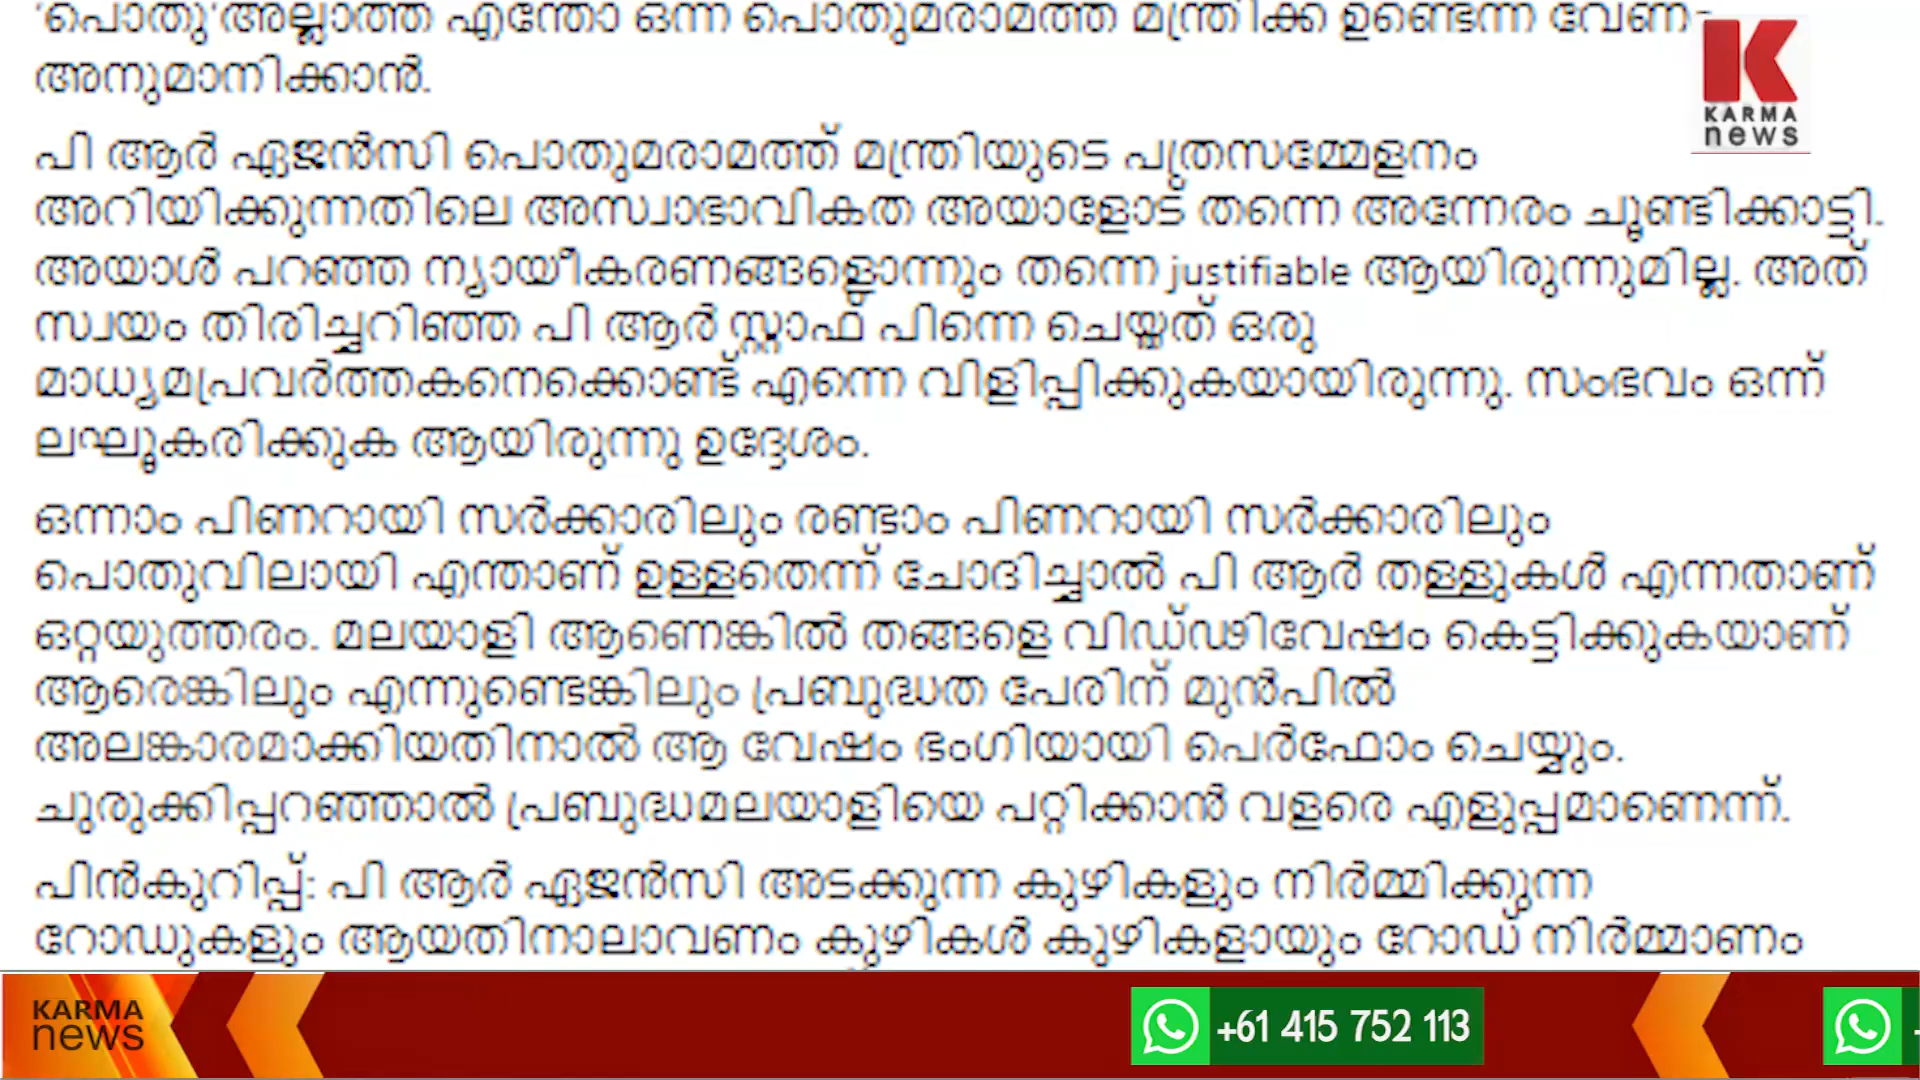 'പൊതു'അല്ലാത്ത എന്തോ ഒന്ന പൊതുമരാമത്ത മന്ത്രിക്ക ഉണ്ടെന്ന വേണം
അനുമാനിക്കാൻ.
പി ആർ ഏജൻസി പൊതുമരാമത്ത് മന്ത്രിയുടെ പത്രസമ്മേളനം
അറിയിക്കുന്നതിലെ അസ്വാഭാവികത അയാളോട് തന്നെ അന്നേരം ചൂണ്ടിക്കാട്ടി.
അയാൾ പറഞ്ഞ ന്യായീകരണങ്ങളൊന്നും തന്നെ justifiable ആയിരുന്നുമില്ല. അത്
സ്വയം തിരിച്ചറിഞ്ഞ പി ആർ സ്റ്റാഫ് പിന്നെ ചെയ്തത് ഒരു
മാധ്യമപ്രവർത്തകനെക്കൊണ്ട് എന്നെ വിളിപ്പിക്കുകയായിരുന്നു. സംഭവം ഒന്ന്
ലഘൂകരിക്കുക ആയിരുന്നു ഉദ്ദേശം.
ഒന്നാം പിണറായി സർക്കാരിലും രണ്ടാം പിണറായി സർക്കാരിലും
പൊതുവിലായി എന്താണ് ഉള്ളതെന്ന് ചോദിച്ചാൽ പി ആർ തള്ളുകൾ എന്നതാണ്
ഒറ്റയുത്തരം. മലയാളി ആണെങ്കിൽ തങ്ങളെ വിഡ്ഢിവേഷം കെട്ടിക്കുകയാണ്
ആരെങ്കിലും എന്നുണ്ടെങ്കിലും പ്രബുദ്ധത പേരിന് മുൻപിൽ
അലങ്കാരമാക്കിയതിനാൽ ആ വേഷം ഭംഗിയായി പെർഫോം ചെയ്യും.
ചുരുക്കിപ്പറഞ്ഞാൽ പ്രബുദ്ധമലയാളിയെ പറ്റിക്കാൻ വളരെ എളുപ്പമാണെന്ന്.
പിൻകുറിപ്പ്: പി ആർ ഏജൻസി അടക്കുന്ന കുഴികളും നിർമ്മിക്കുന്ന
റോഡുകളും ആയതിനാലാവണം കുഴികൾ കുഴികളായും റോഡ് നിർമ്മാണം
KARMA
news
KARMA
news
+61 415 752 113